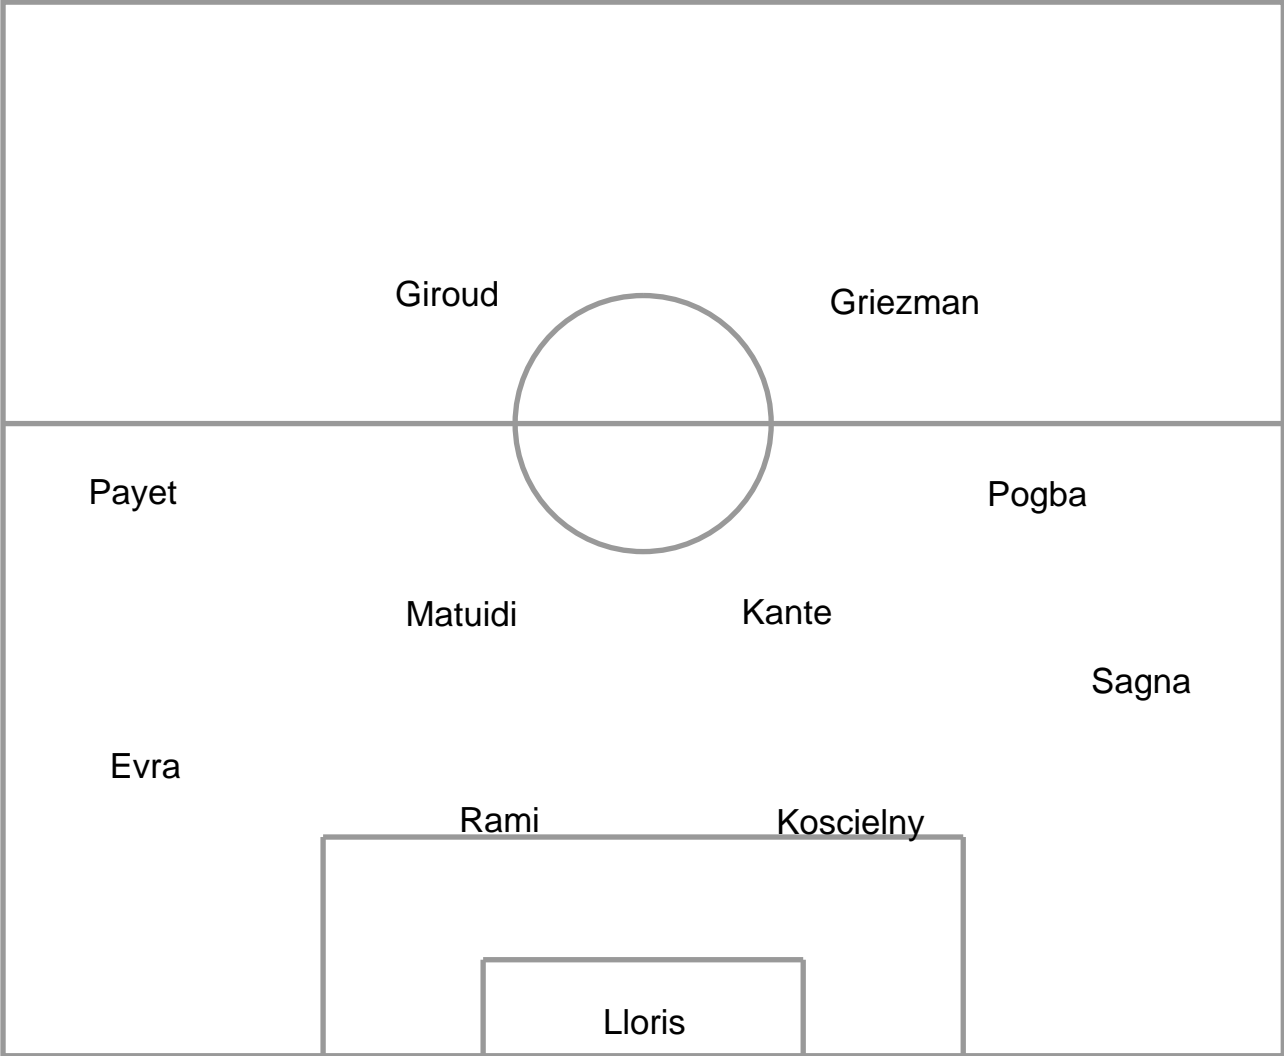 Giroud
Griezman
Payet
Pogba
Matuidi
Kante
Sagna
Evra
Rami
Koscielny
Lloris